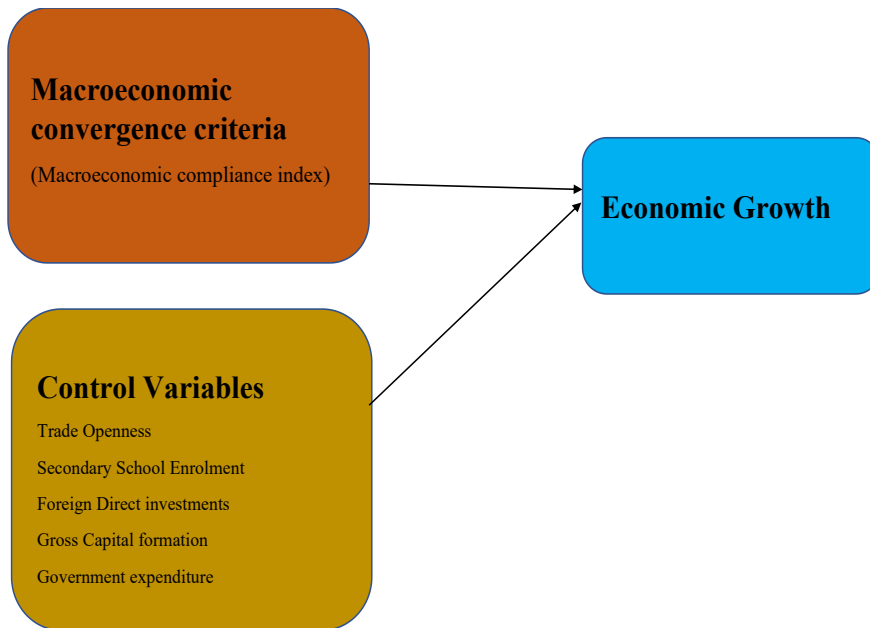 Macroeconomic
convergence criteria
(Macroeconomic compliance index)
Economic Growth
Control Variables
Trade Openness
Secondary School Enrolment
Foreign Direct investments
Gross Capital formation
Government expenditure